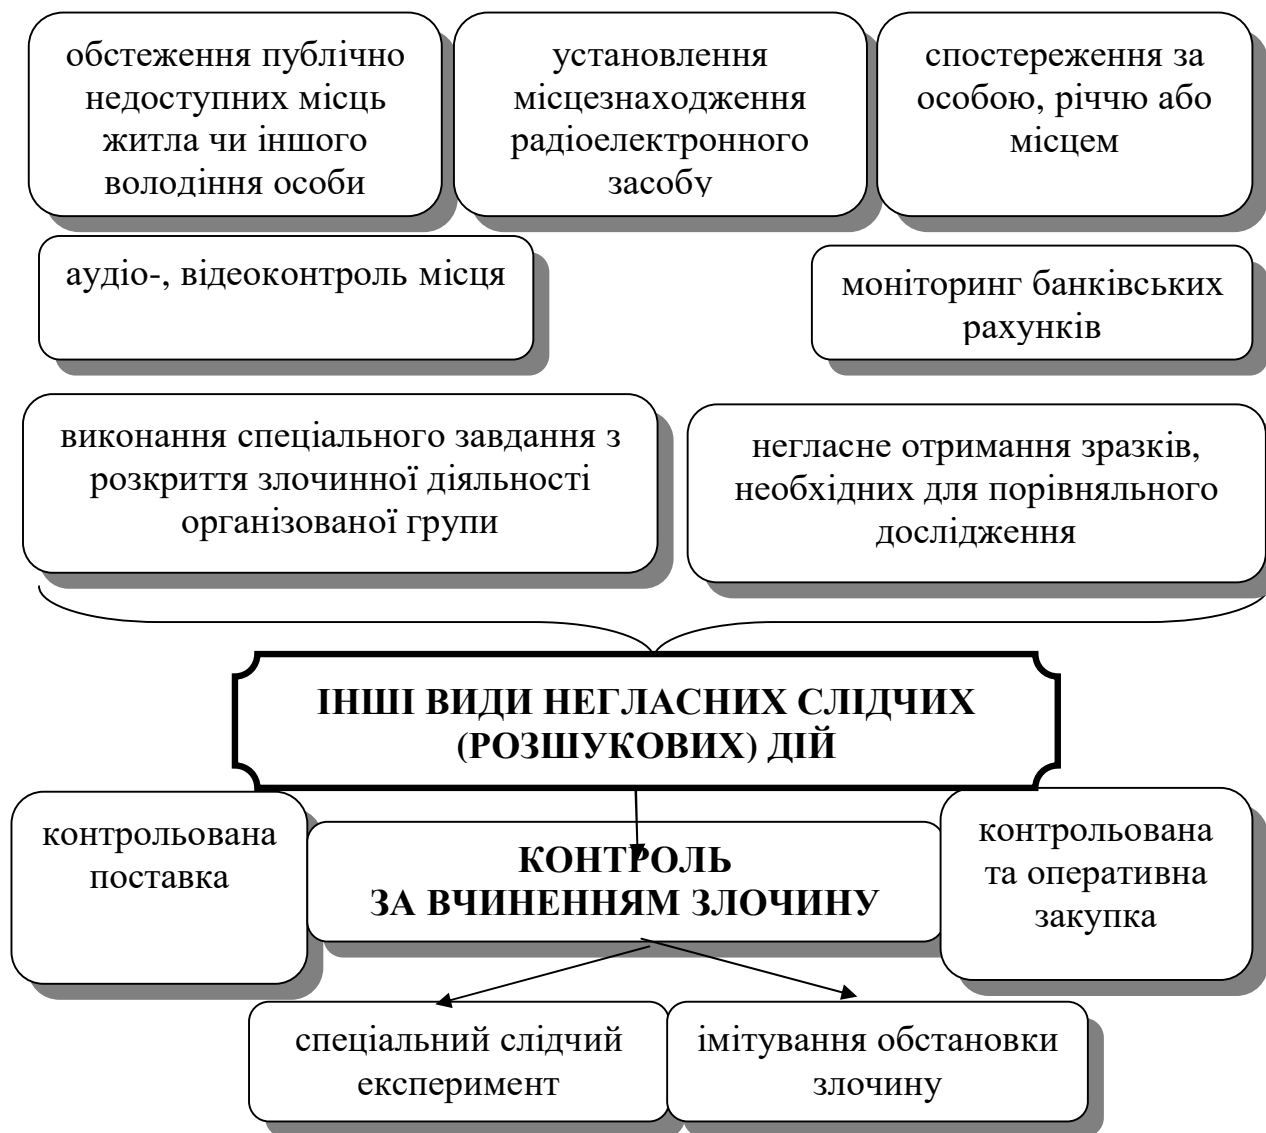 обстеження публічно
недоступних місць
житла чи іншого
володіння особи
установлення
місцезнаходження
радіоелектронного
засобу
спостереження за
особою, річчю або
місцем
аудіо-, відеоконтроль місця
моніторинг банківських
рахунків
виконання спеціального завдання з
розкриття злочинної діяльності
організованої групи
негласне отримання зразків,
необхідних для порівняльного
дослідження
ІНШІ ВИДИ НЕГЛАСНИХ СЛІДЧИХ
(РОЗШУКОВИХ) ДІЙ
контрольована
поставка
КОНТРОЛЬ
ЗА ВЧИНЕННЯМ ЗЛОЧИНУ
контрольована
та оперативна
закупка
спеціальний слідчий
експеримент
імітування обстановки
злочину